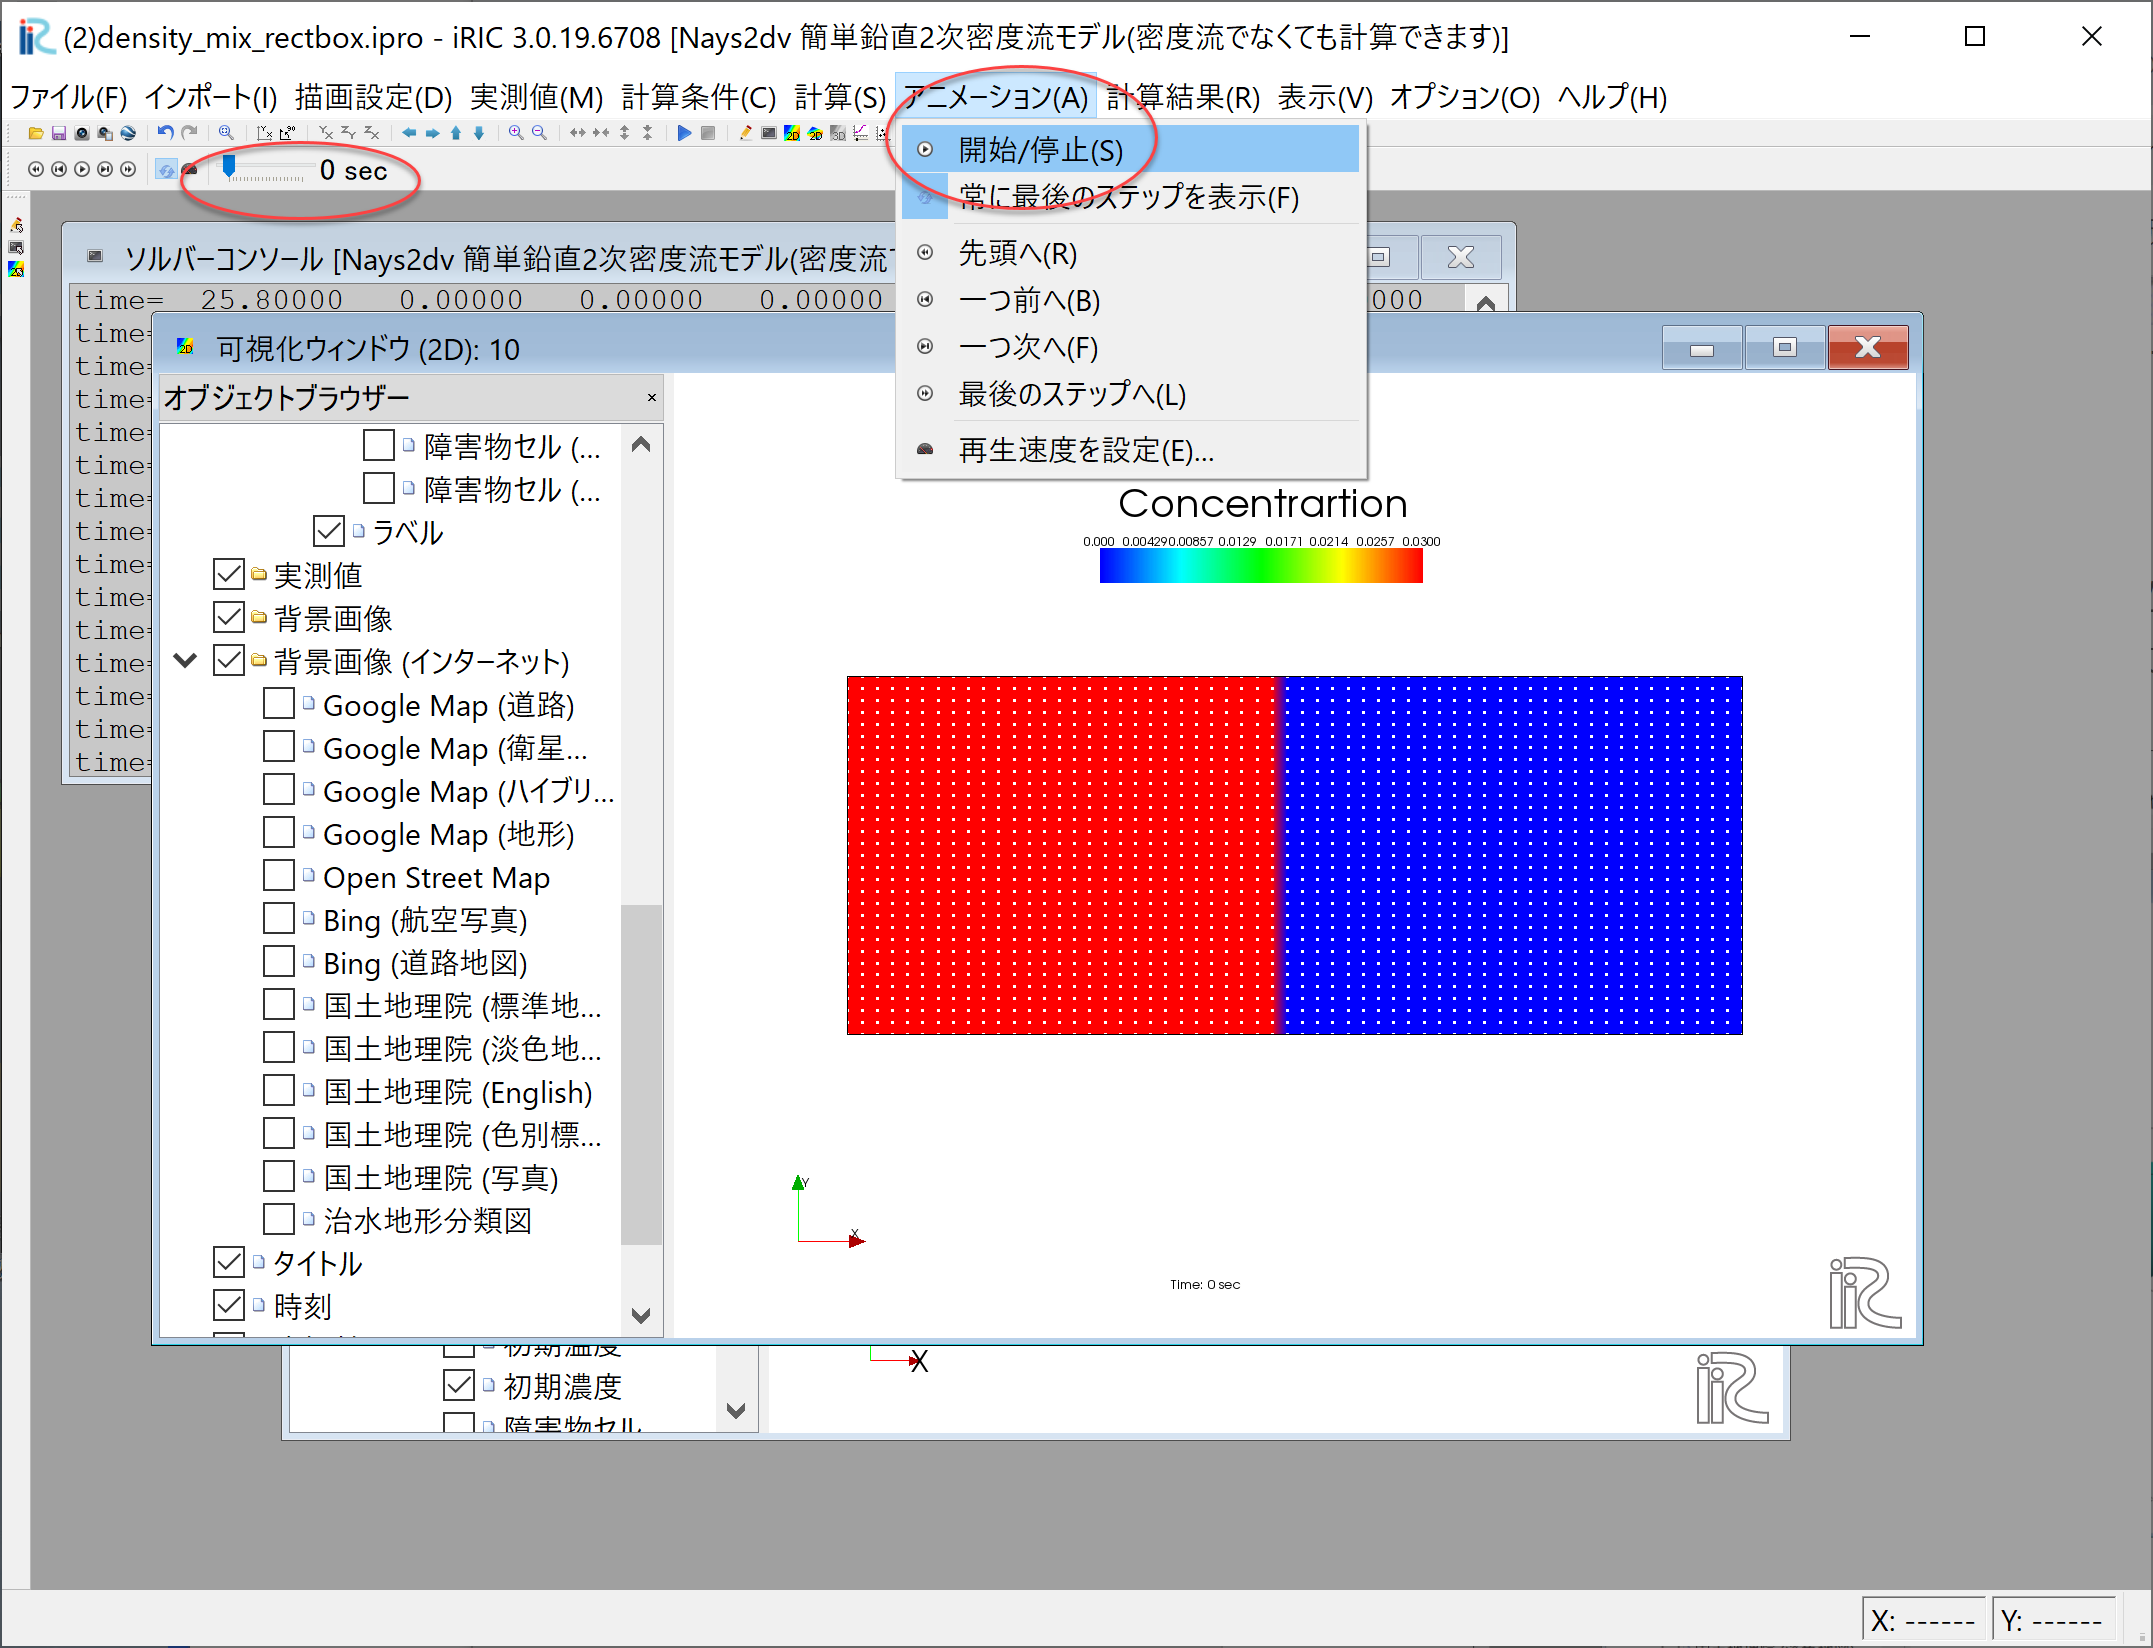 (2)density_mix_rectbox.ipro - iRIC 3.0.19.6708 [Nays2dv 簡単鉛直2次密度流モデル(密度流でなくても計算できます)]
ファイル(F) インポート(I) 描画設定(D) 実測値(M) 計算条件(C) 計算(S) アニメーション(A) 計算結果(R) 表示(V) オプション(O) ヘルプ(H)
0 sec
開始/停止(S)
常に最後のステップを表示(F)
先頭へ(R)
一つ前へ(B)
一つ次へ(F)
最後のステップへ(L)
再生速度を設定(E)...
ソルバーコンソール [Nays2dv 簡単鉛直2次密度流モデル(密度流
time= 25.80000 0.00000 0.00000 0.00000 000
time=
time=
time=
time=
time=
time=
time=
time=
time=
time=
time=
time=
time=
time=
可視化ウィンドウ (2D): 10
オブジェクトブラウザー
障害物セル (...
障害物セル (...
ラベル
実測値
背景画像
背景画像 (インターネット)
Google Map (道路)
Google Map (衛星...
Google Map (ハイブリ...
Google Map (地形)
Open Street Map
Bing (航空写真)
Bing (道路地図)
国土地理院 (標準地...
国土地理院 (淡色地...
国土地理院 (English)
国土地理院 (色別標...
国土地理院 (写真)
治水地形分類図
タイトル
時刻
Concentrartion
0.000 0.00429 0.00857 0.0129 0.0171 0.0214 0.0257 0.0300
Y
X
Time: 0 sec
iRIC
初期温度
初期濃度
障害物セル
X
iRIC
X: ------ Y: ------